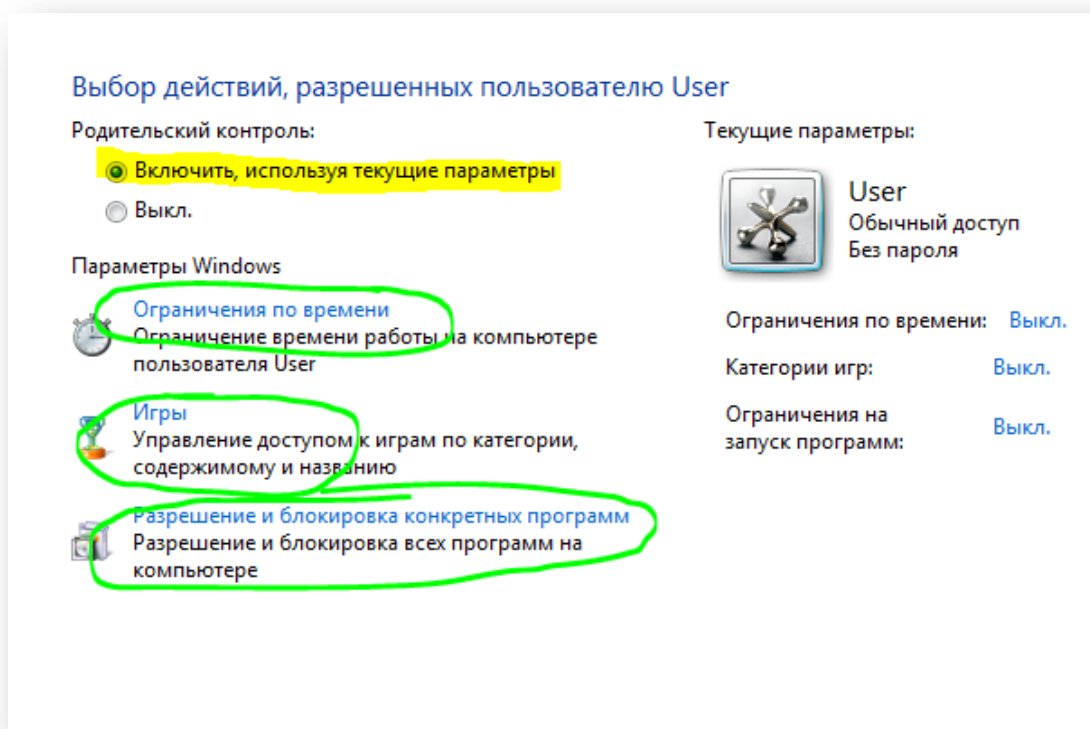 Выбор действий, разрешенных пользователю User
Родительский контроль:
Включить, используя текущие параметры
Выкл.
Параметры Windows
Ограничения по времени
Ограничение времени работы на компьютере
пользователя User
Игры
Управление доступом к играм по категории,
содержимому и названию
Разрешение и блокировка конкретных программ
Разрешение и блокировка всех программ на
компьютере
Текущие параметры:
User
Обычный доступ
Без пароля
Ограничения по времени: Выкл.
Категории игр: Выкл.
Ограничения на
запуск программ: Выкл.